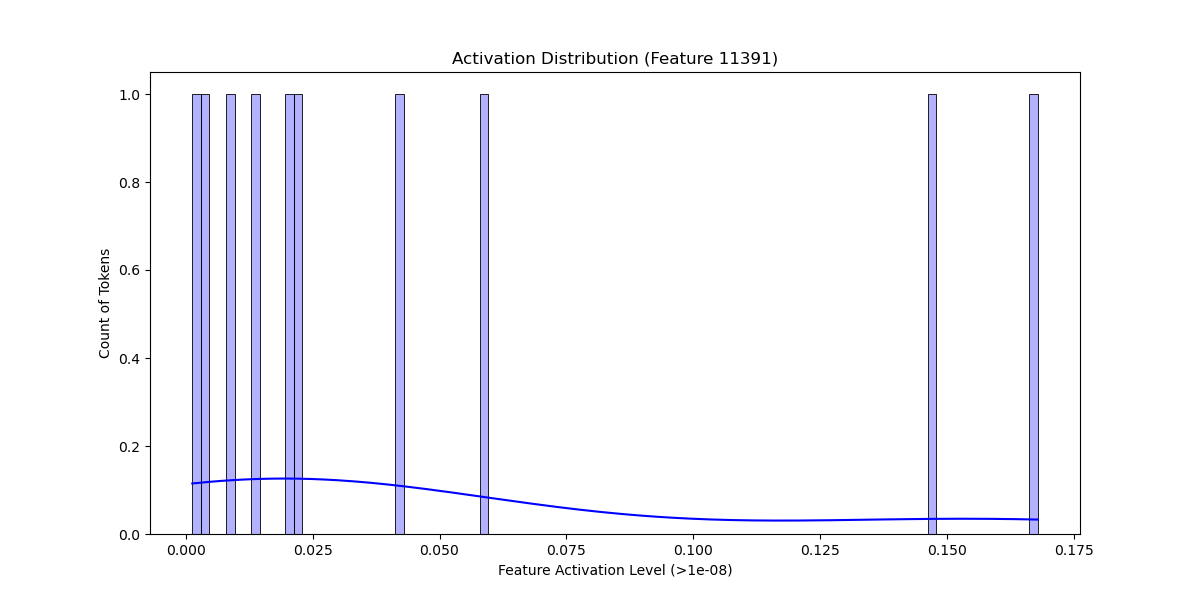 Activation Distribution (Feature 11391)
1.0
0.8
0.6
0.4
0.2
0.0
Count of Tokens
0.000 0.025 0.050 0.075 0.100 0.125 0.150 0.175
Feature Activation Level (>1e-08)